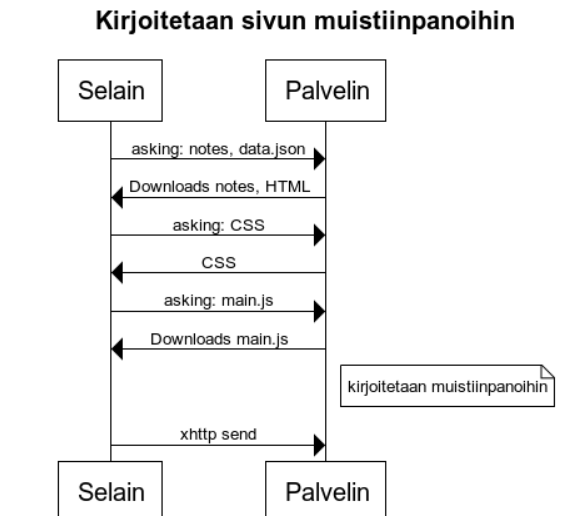 Kirjoitetaan sivun muistiinpanoihin
Selain
Palvelin
asking: notes, data.json
Downloads notes, HTML
asking: CSS
CSS
asking: main.js
Downloads main.js
kirjoitetaan muistiinpanoihin
xhttp send
Selain
Palvelin